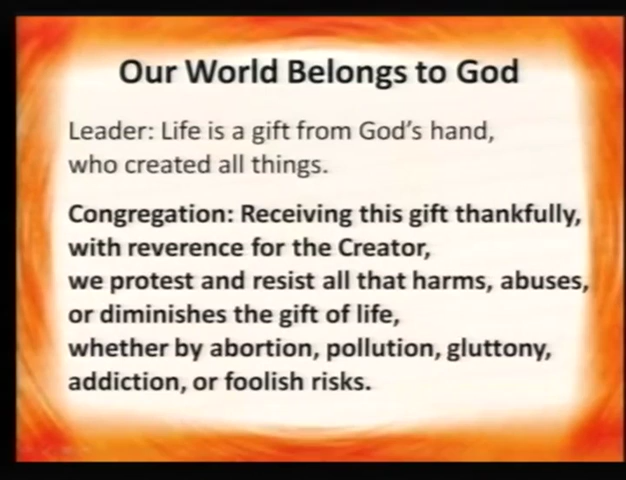 Our World Belongs to God
Leader: Life is a gift from God's hand,
who created all things.
Congregation: Receiving this gift thankfully,
with reverence for the Creator,
we protest and resist all that harms, abuses,
or diminishes the gift of life,
whether by abortion, pollution, gluttony,
addiction, or foolish risks.